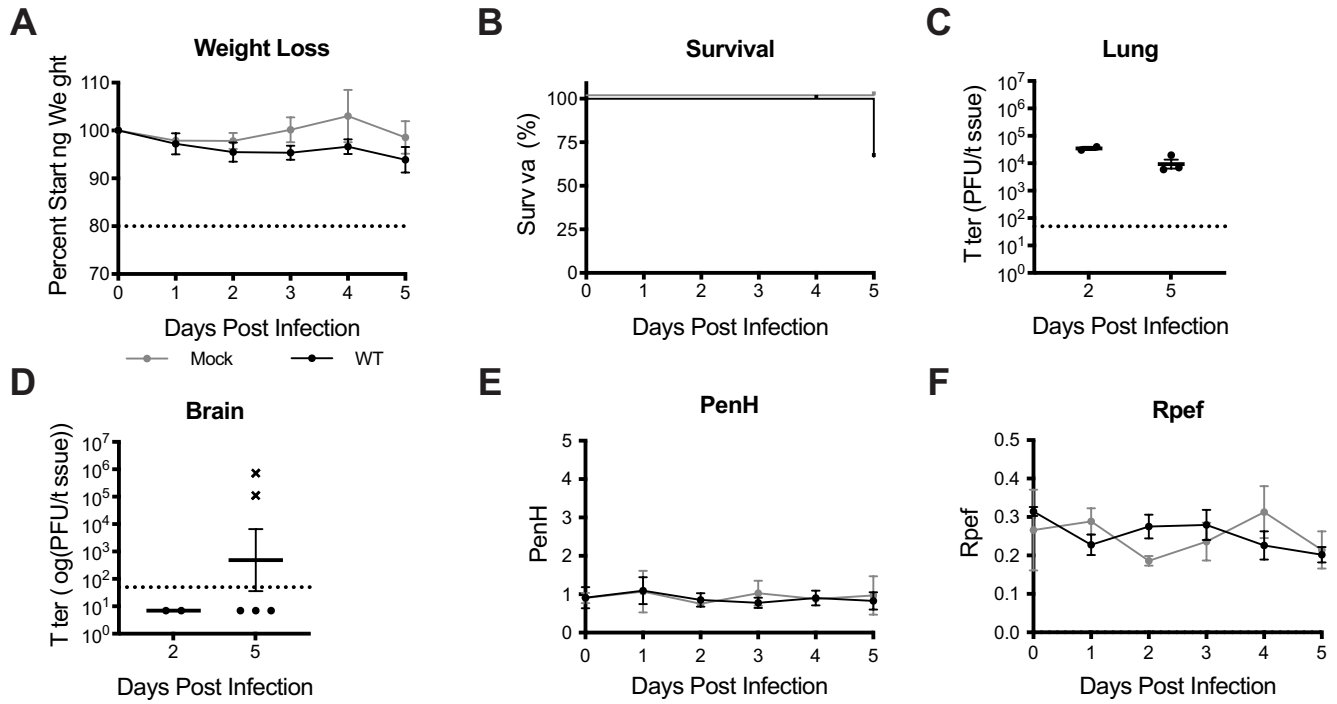 A
Weight Loss
Percent Start ng We ght
110
100
90
80
70
0 1 2 3 4 5
Days Post Infection
Mock WT
B
Survival
Surv va (%)
100
75
50
25
0
0 1 2 3 4 5
Days Post Infection
C
Lung
T ter (PFU/t ssue)
10^7
10^6
10^5
10^4
10^3
10^2
10^1
10^0
2 5
Days Post Infection
D
Brain
T ter ( og(PFU/t ssue))
10^7
10^6
10^5
10^4
10^3
10^2
10^1
10^0
2 5
Days Post Infection
E
PenH
PenH
5
4
3
2
1
0
0 1 2 3 4 5
Days Post Infection
F
Rpef
Rpef
0.5
0.4
0.3
0.2
0.1
0.0
0 1 2 3 4 5
Days Post Infection